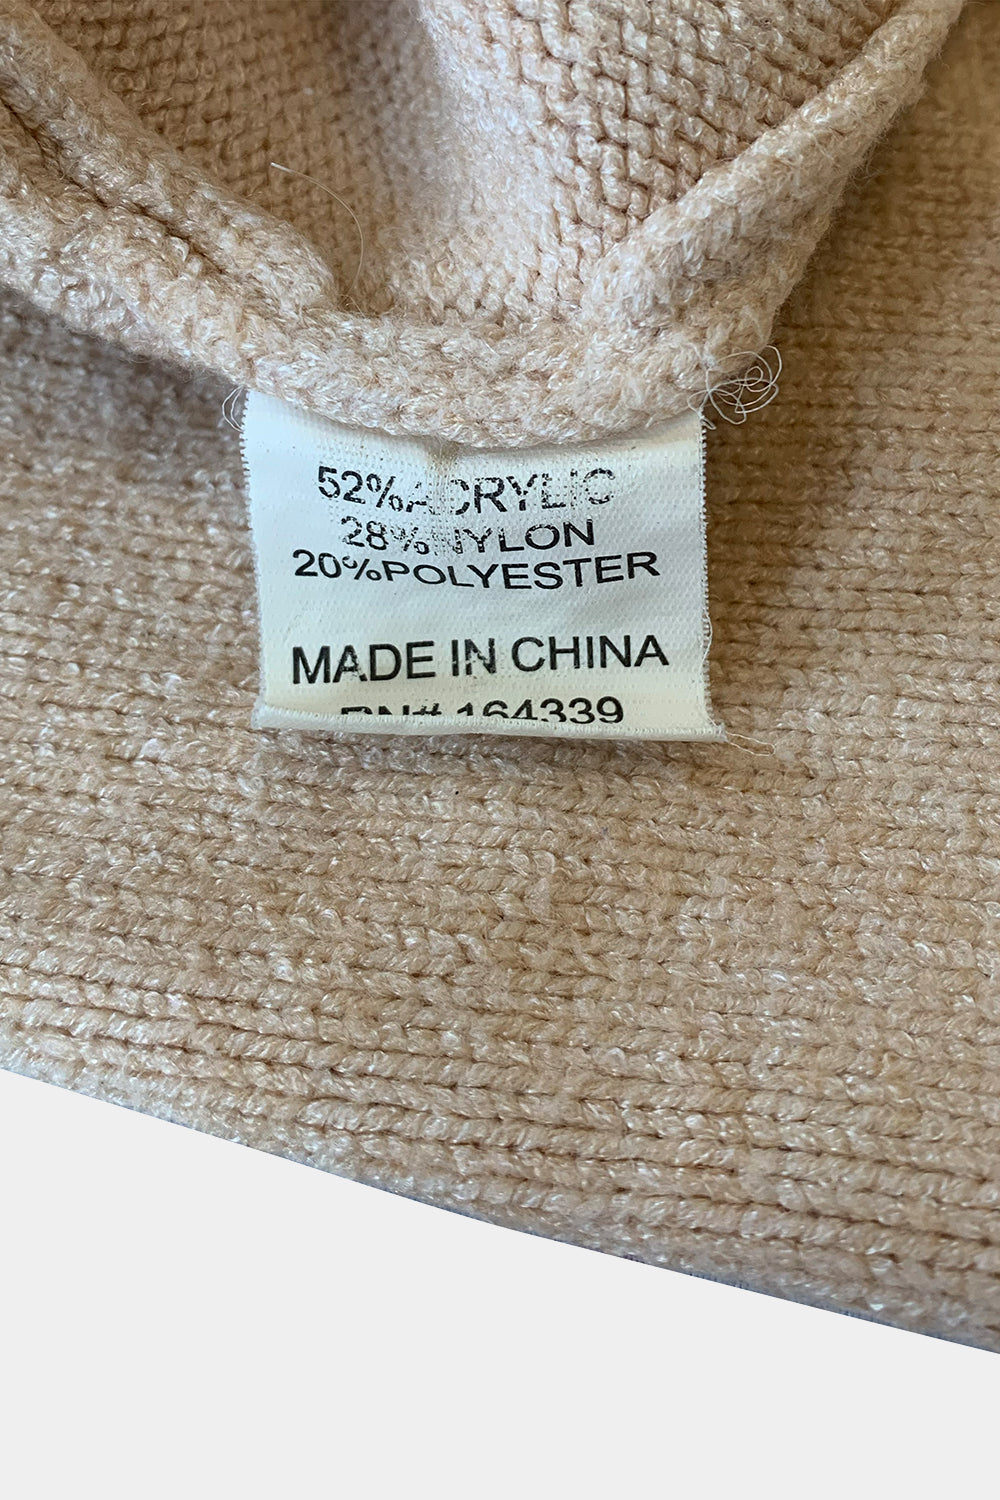 52%ACRYLIC
28%NYLON
20%POLYESTER
MADE IN CHINA
RN# 164339